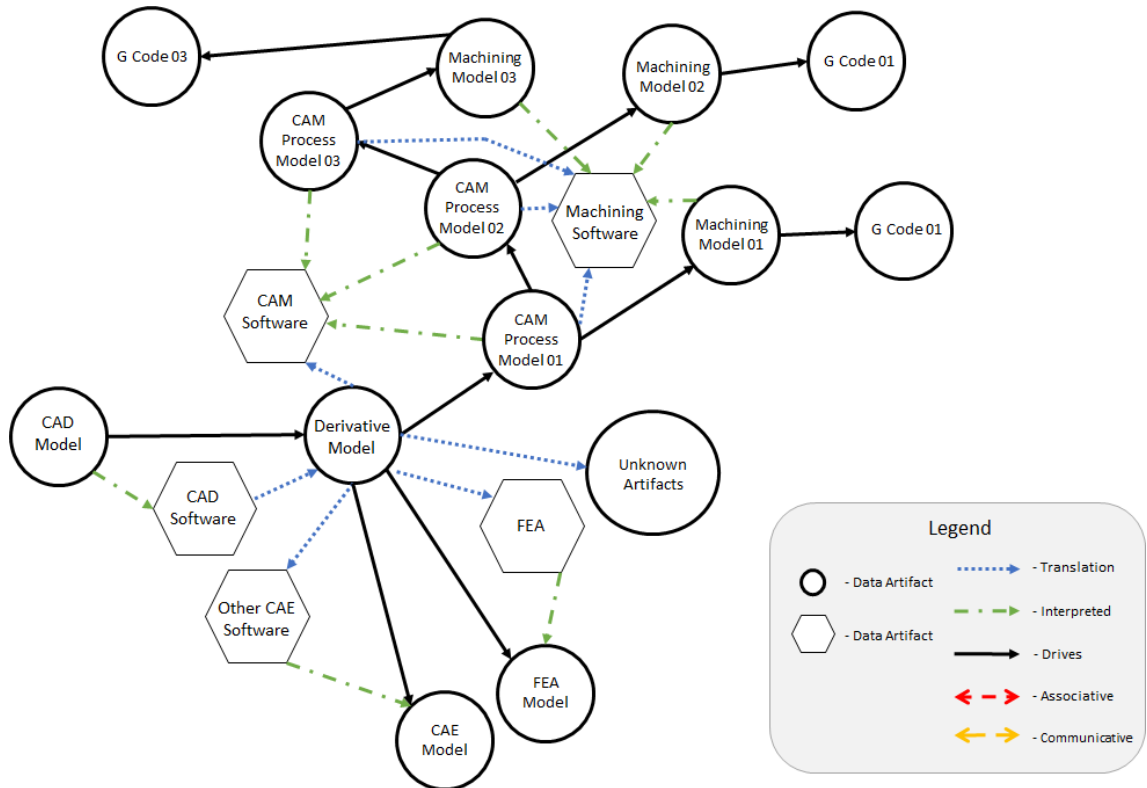 G Code 03
Machining
Model 03
Machining
Model 02
G Code 01
CAM
Process
Model 03
CAM
Process
Model 02
Machining
Software
Machining
Model 01
G Code 01
CAM
Software
CAM
Process
Model 01
CAD
Model
Derivative
Model
Unknown
Artifacts
CAD
Software
FEA
Other CAE
Software
FEA
Model
CAE
Model
Legend
- Data Artifact
- Data Artifact
- Translation
- Interpreted
- Drives
- Associative
- Communicative